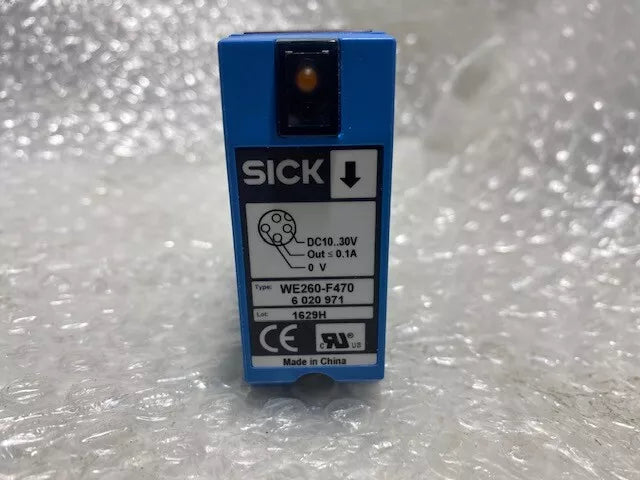 SICK
DC10..30V
Out ≤ 0.1A
0 V
Type: WE260-F470
6 020 971
Lot: 1629H
CE c RU ® US
Made in China